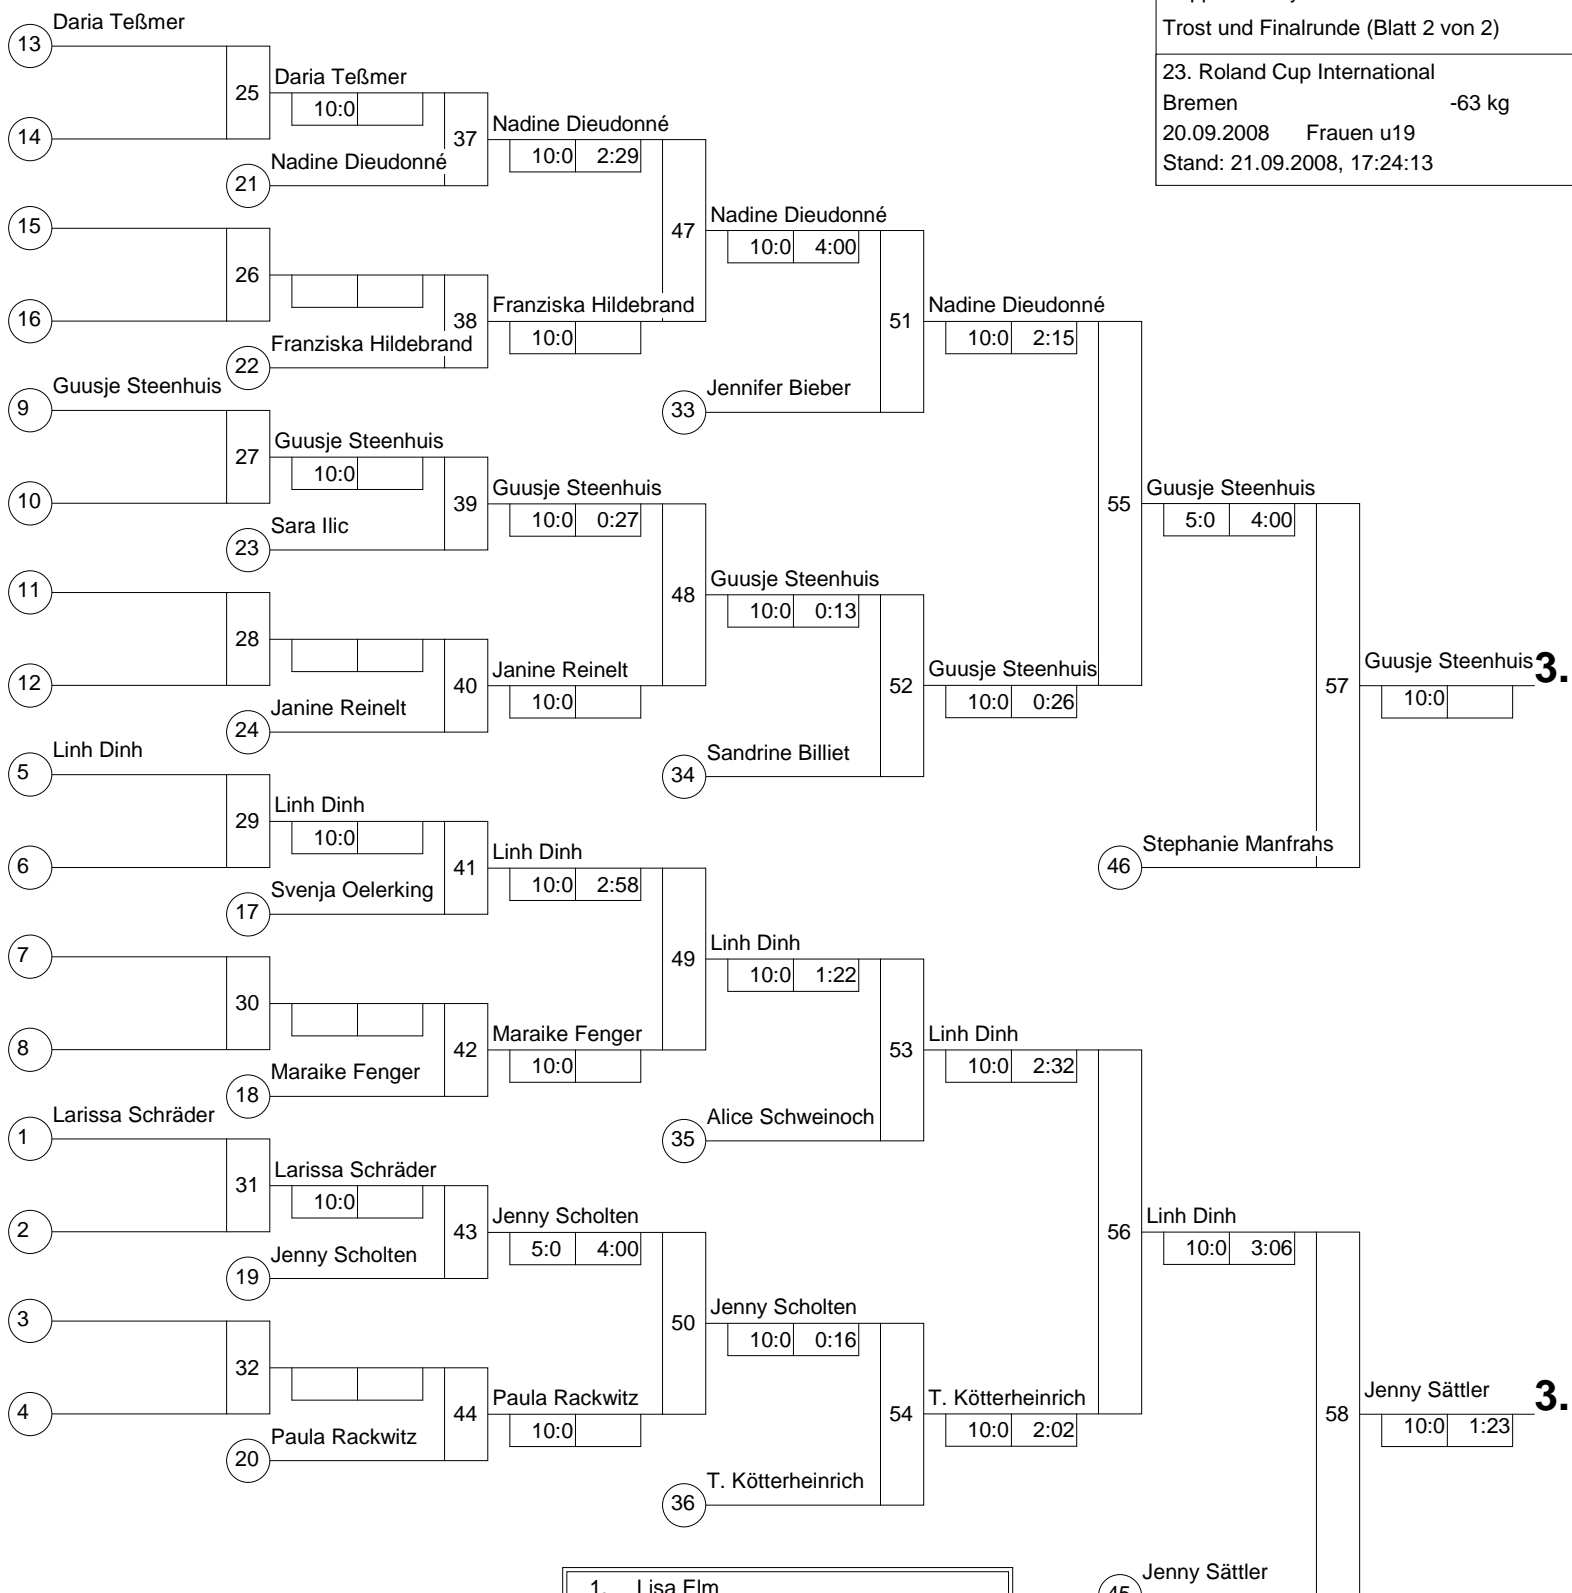 Trost und Finalrunde (Blatt 2 von 2)
23. Roland Cup International
Bremen -63 kg
20.09.2008 Frauen u19
Stand: 21.09.2008, 17:24:13
13 Daria Teßmer
14
25 Daria Teßmer
10:0
21 Nadine Dieudonné
37 Nadine Dieudonné
10:0 2:29
15
16
26
22 Franziska Hildebrand
38 Franziska Hildebrand
10:0
47 Nadine Dieudonné
10:0 4:00
33 Jennifer Bieber
51 Nadine Dieudonné
10:0 2:15
9 Guusje Steenhuis
10
27 Guusje Steenhuis
10:0
23 Sara Ilic
39 Guusje Steenhuis
10:0 0:27
11
12
28
24 Janine Reinelt
40 Janine Reinelt
10:0
48 Guusje Steenhuis
10:0 0:13
34 Sandrine Billiet
52 Guusje Steenhuis
10:0 0:26
55 Guusje Steenhuis
5:0 4:00
46 Stephanie Manfrahs
57 Guusje Steenhuis 3.
10:0
5 Linh Dinh
6
29 Linh Dinh
10:0
17 Svenja Oelerking
41 Linh Dinh
10:0 2:58
7
8
30
18 Maraike Fenger
42 Maraike Fenger
10:0
49 Linh Dinh
10:0 1:22
35 Alice Schweinoch
53 Linh Dinh
10:0 2:32
1 Larissa Schräder
2
31 Larissa Schräder
10:0
19 Jenny Scholten
43 Jenny Scholten
5:0 4:00
3
4
32
20 Paula Rackwitz
44 Paula Rackwitz
10:0
50 Jenny Scholten
10:0 0:16
36 T. Kötterheinrich
54 T. Kötterheinrich
10:0 2:02
56 Linh Dinh
10:0 3:06
45 Jenny Sättler
58 Jenny Sättler 3.
10:0 1:23
1. Lisa Elm